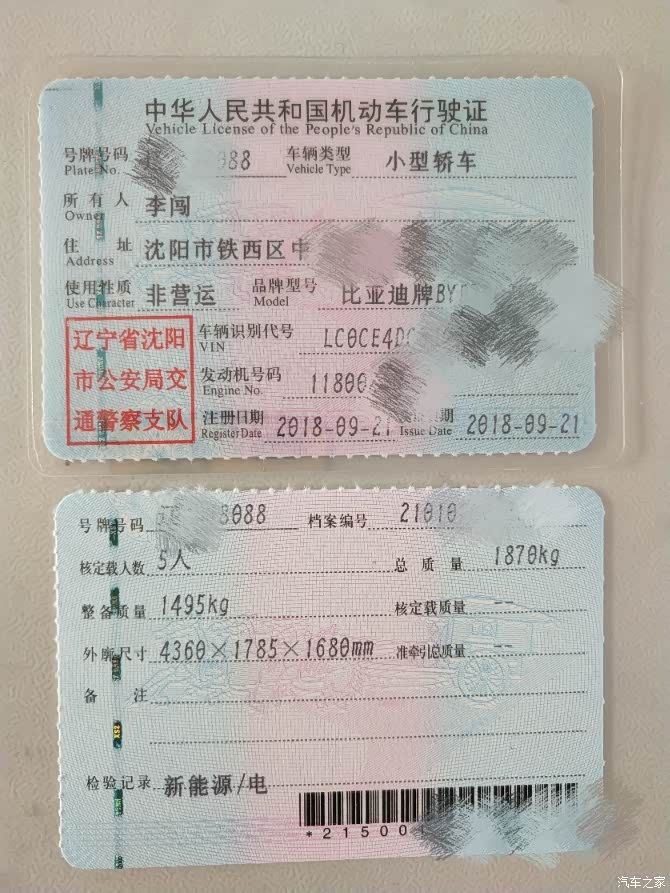 中华人民共和国机动车行驶证
Vehicle License of the People's Republic of China
号牌号码 088 车辆类型 小型轿车
Plate No. Vehicle Type
所有人 李闯
Owner
住址 沈阳市铁西区中
Address
使用性质 非营运 品牌型号 比亚迪牌BY
Use Character Model
辽宁省沈阳
市公安局交
通警察支队
车辆识别代号 LC0CE4D
VIN
发动机号码 11800
Engine No.
注册日期 2018-09-21 期 2018-09-21
Register Date Issue Date
号牌号码 8088 档案编号 21010
核定载人数 5人 总质量 1870kg
整备质量 1495kg 核定载质量 --
外廓尺寸 4360×1785×1680mm 准牵引总质量 --
备注
检验记录 新能源/电
*215001
汽车之家